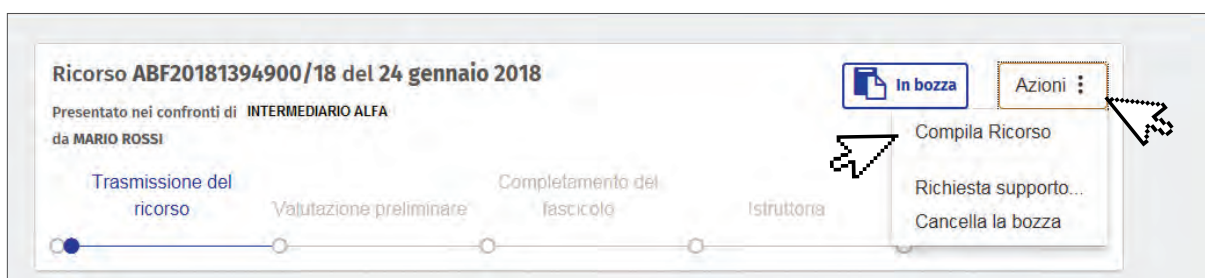 Ricorso ABF20181394900/18 del 24 gennaio 2018
In bozza
Azioni
Presentato nei confronti di INTERMEDIARIO ALFA
da MARIO ROSSI
Compila Ricorso
Richiesta supporto...
Cancella la bozza
Trasmissione del
ricorso
Valutazione preliminare
Completamento del
fascicolo
Istruttoria